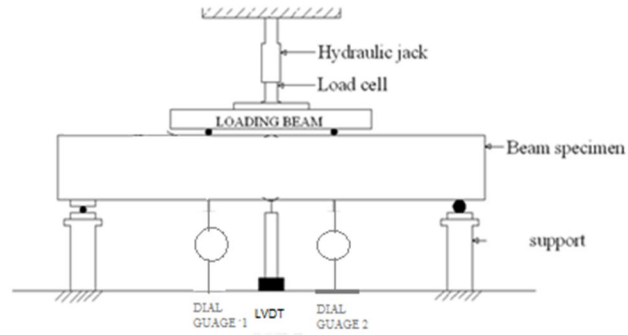 Hydraulic jack
Load cell
LOADING BEAM
Beam specimen
support
DIAL
GUAGE 1
LVDT
DIAL
GUAGE 2